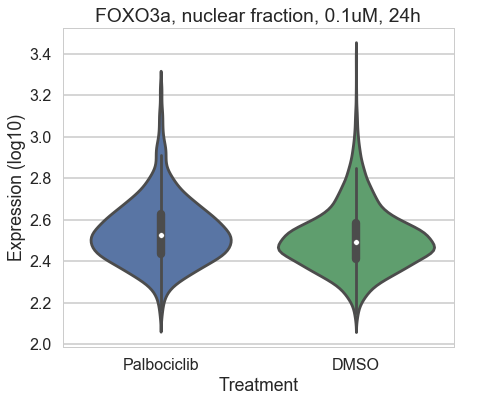 FOXO3a, nuclear fraction, 0.1uM, 24h
3.4
3.2
3.0
2.8
2.6
2.4
2.2
2.0
Expression (log10)
Palbociclib DMSO
Treatment